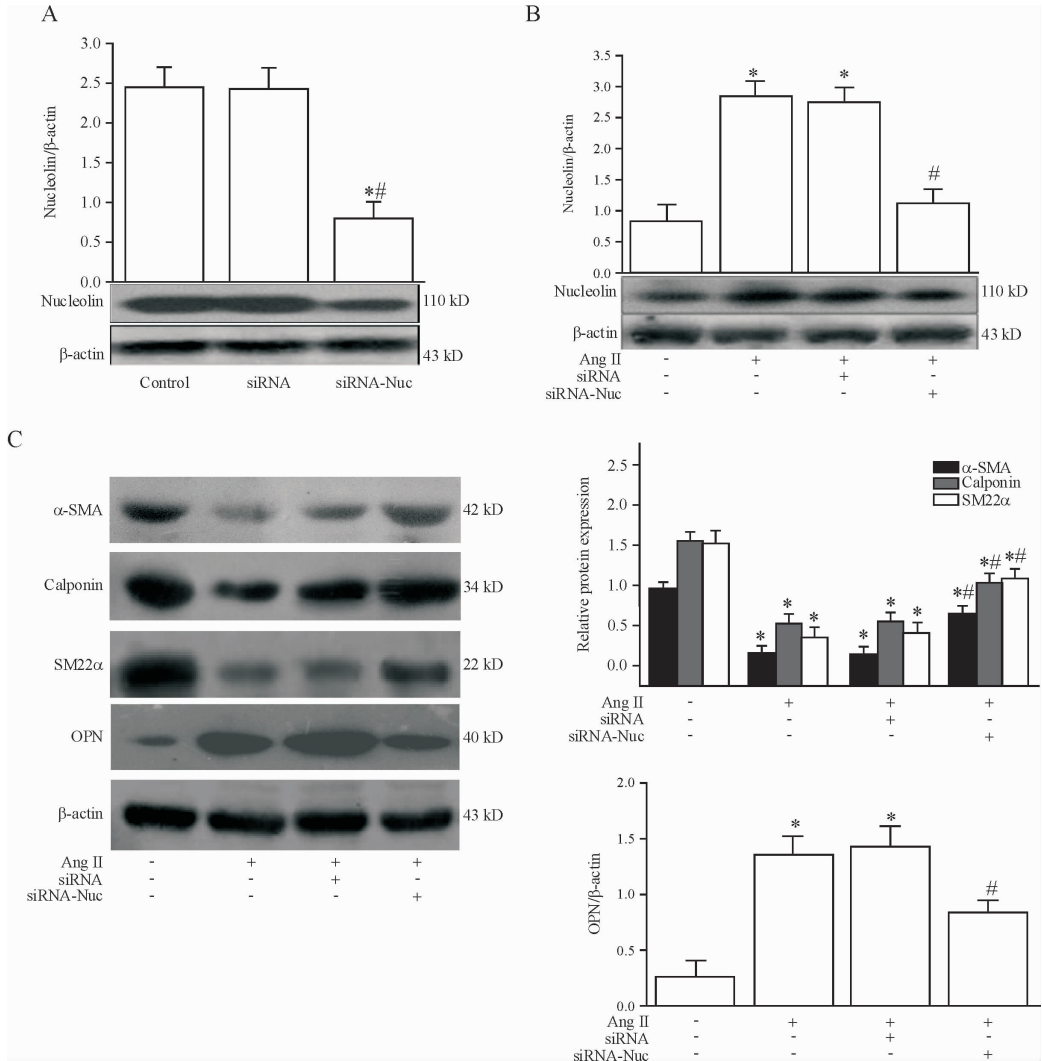 A
3.0
2.5
2.0
1.5
1.0
0.5
0.0
Nucleolin/β-actin
*#
Nucleolin
110 kD
β-actin
43 kD
Control siRNA siRNA-Nuc
B
3.5
3.0
2.5
2.0
1.5
1.0
0.5
0.0
Nucleolin/β-actin
* * #
Nucleolin
110 kD
β-actin
43 kD
Ang II - + + +
siRNA - - + -
siRNA-Nuc - - - +
C
α-SMA 42 kD
Calponin 34 kD
SM22α 22 kD
OPN 40 kD
β-actin 43 kD
Ang II - + + +
siRNA - - + -
siRNA-Nuc - - - +
2.5
2.0
1.5
1.0
0.5
0.0
Relative protein expression
α-SMA
Calponin
SM22α
* * * * * * *# *# *#
Ang II - + + +
siRNA - - + -
siRNA-Nuc - - - +
2.0
1.5
1.0
0.5
0.0
OPN/β-actin
* * #
Ang II - + + +
siRNA - - + -
siRNA-Nuc - - - +